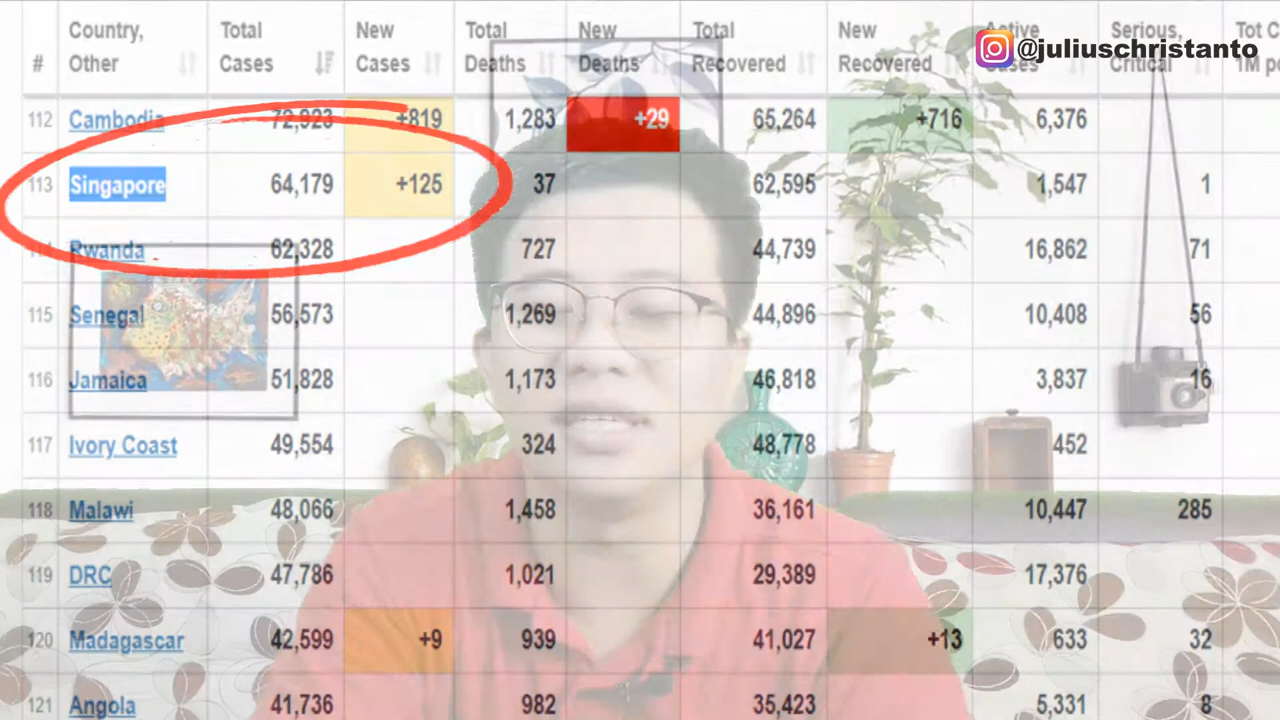 @juliuschristanto
# Country, Other Total Cases New Cases Total Deaths New Deaths Total Recovered New Recovered Active Cases Serious, Critical Tot C 1M p
112 Cambodia 72,923 +819 1,283 +29 65,264 +716 6,376
113 Singapore 64,179 +125 37 62,595 1,547 1
114 Rwanda 62,328 727 44,739 16,862 71
115 Senegal 56,573 1,269 44,896 10,408 56
116 Jamaica 51,828 1,173 46,818 3,837 16
117 Ivory Coast 49,554 324 48,778 452
118 Malawi 48,066 1,458 36,161 10,447 285
119 DRC 47,786 1,021 29,389 17,376
120 Madagascar 42,599 +9 939 41,027 +13 633 32
121 Angola 41,736 982 35,423 5,331 8